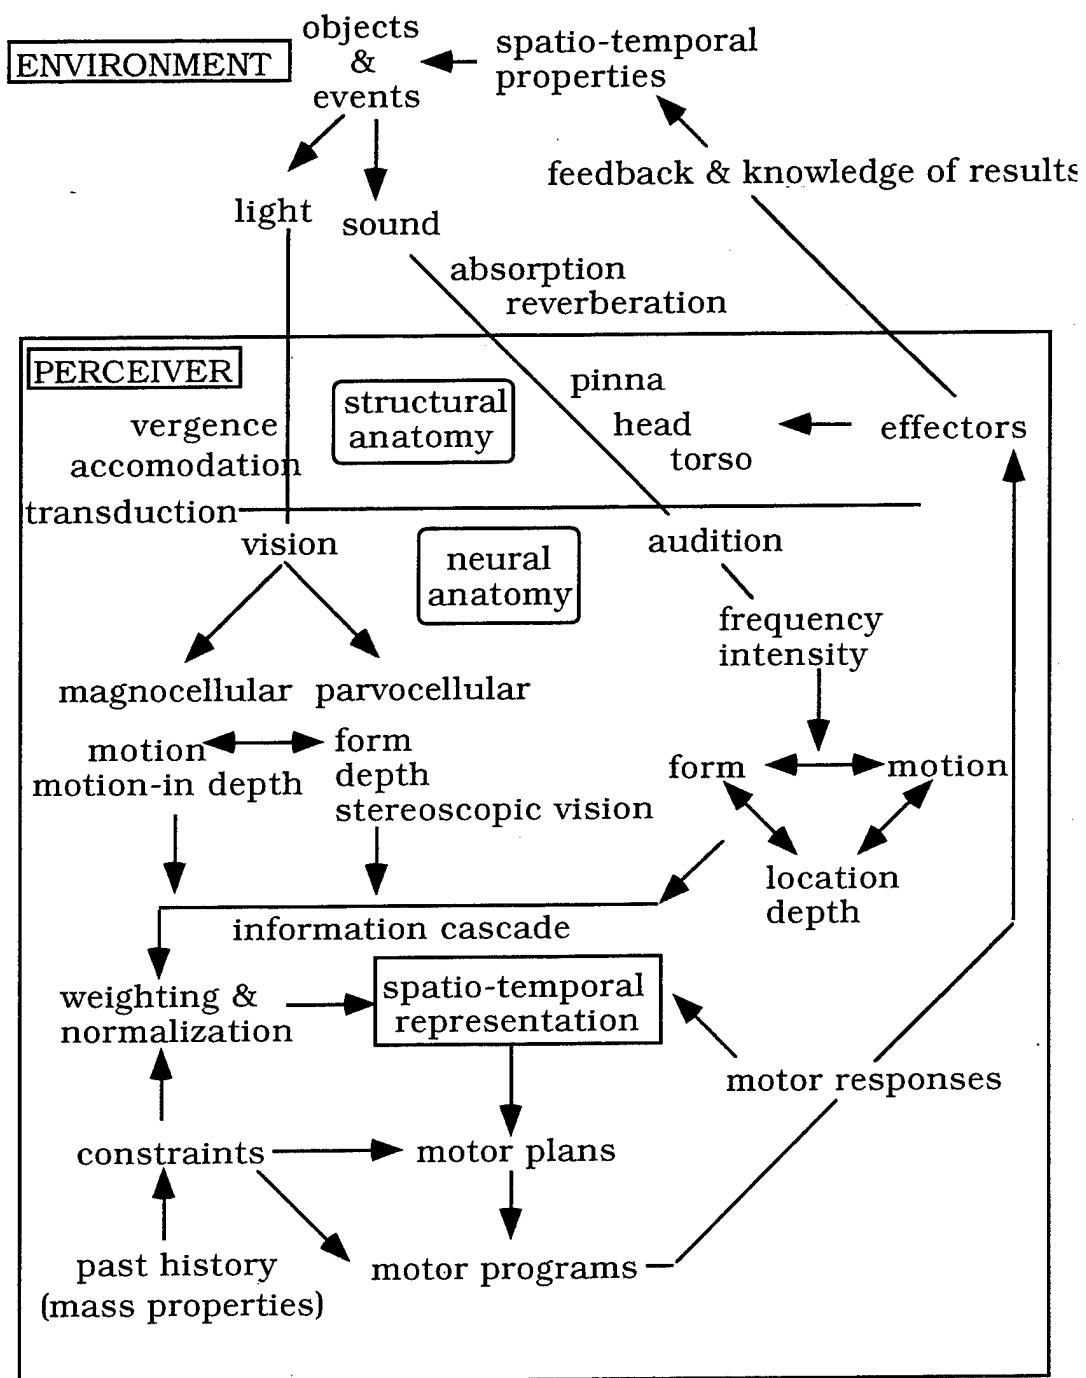 ENVIRONMENT
objects
&
events
spatio-temporal
properties
feedback & knowledge of results
light
sound
absorption
reverberation
PERCEIVER
structural
anatomy
pinna
head
torso
effectors
vergence
accomodation
transduction
vision
neural
anatomy
audition
frequency
intensity
magnocellular
parvocellular
motion
motion-in depth
form
depth
stereoscopic vision
form
motion
location
depth
information cascade
weighting &
normalization
spatio-temporal
representation
motor responses
constraints
motor plans
past history
(mass properties)
motor programs